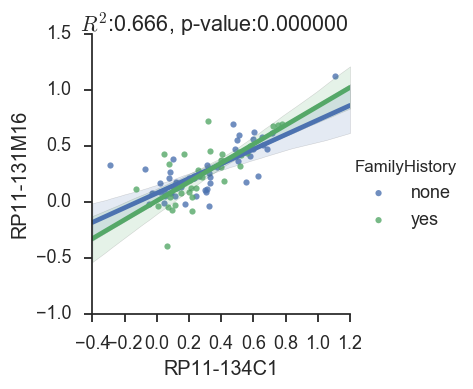 R²:0.666, p-value:0.000000
1.5
1.0
0.5
0.0
−0.5
−1.0
RP11-131M16
−0.4 −0.2 0.0 0.2 0.4 0.6 0.8 1.0 1.2
RP11-134C1
FamilyHistory
none
yes